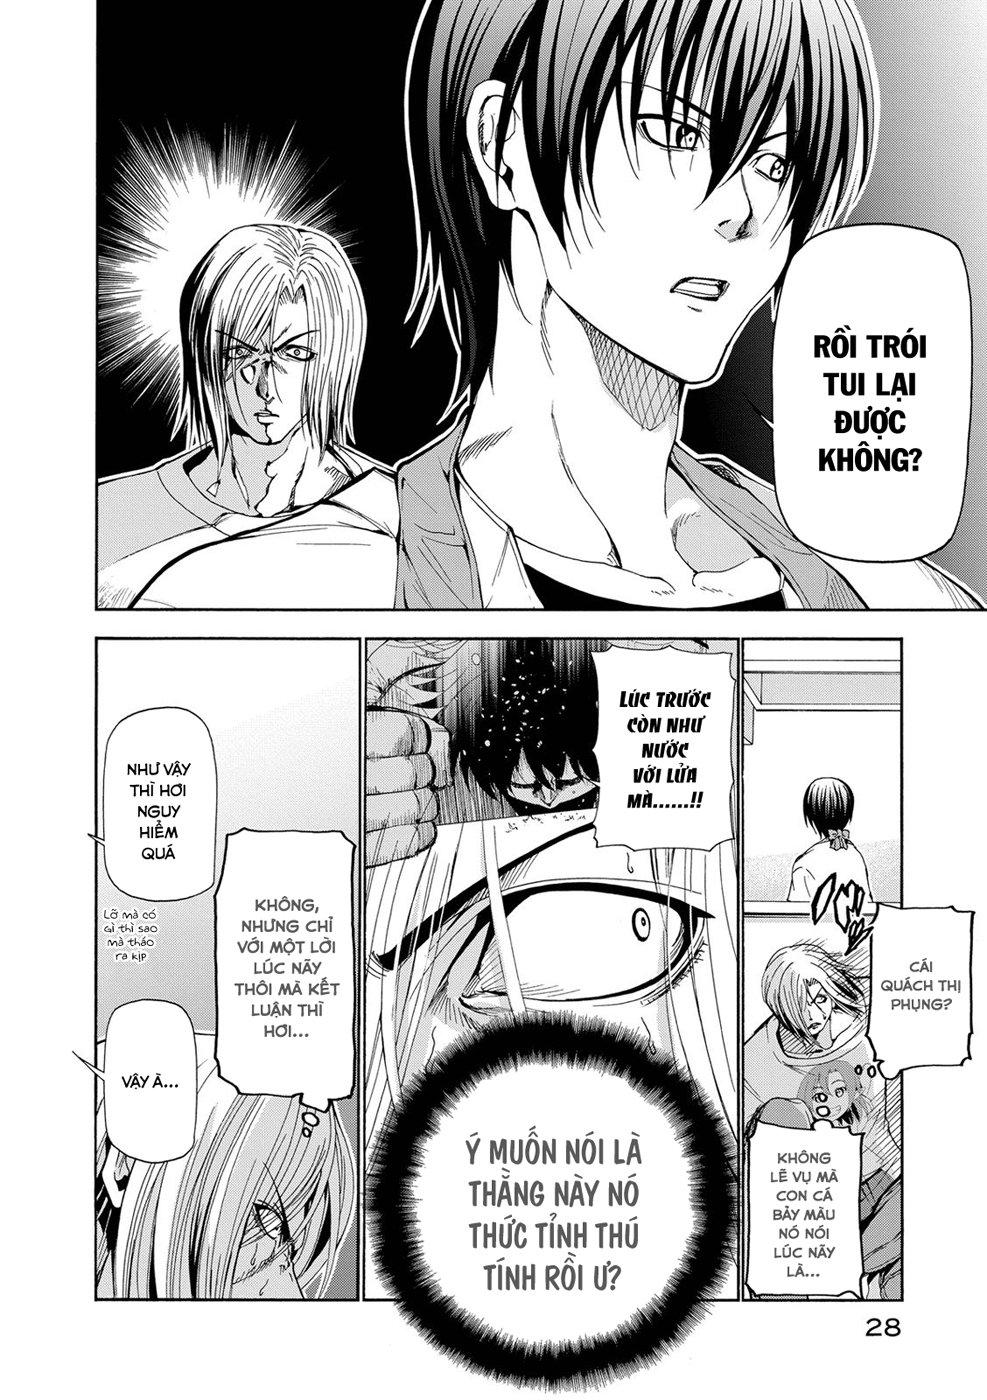 RỒI TRÓI
TUI LẠI
ĐƯỢC
KHÔNG?
CÁI
QUÁCH THỊ
PHỤNG?
KHÔNG
LẼ VỤ MÀ
CON CÁ
BẢY MÀU
NÓ NÓI
LÚC NÃY
LÀ...
LÚC TRƯỚC
CÒN NHƯ
NƯỚC
VỚI LỬA
MÀ......!!
Ý MUỐN NÓI LÀ
THẰNG NÀY NÓ
THỨC TỈNH THÚ
TÍNH RỒI Ư?
NHƯ VẬY
THÌ HƠI
NGUY
HIỂM
QUÁ
Lỡ mà có
gì thì sao
mà tháo
ra kịp
KHÔNG,
NHƯNG CHỈ
VỚI MỘT LỜI
LÚC NÃY
THÔI MÀ KẾT
LUẬN THÌ
HƠI...
VẬY À...
28